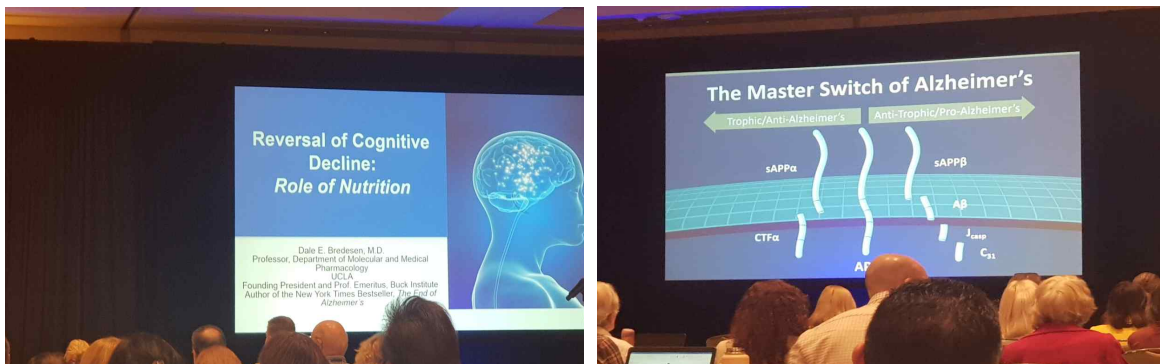 Reversal of Cognitive
Decline:
Role of Nutrition
Dale E. Bredesen, M.D.
Professor, Department of Molecular and Medical
Pharmacology
UCLA
Founding President and Prof. Emeritus, Buck Institute
Author of the New York Times Bestseller, The End of
Alzheimer's
The Master Switch of Alzheimer's
Trophic/Anti-Alzheimer's
Anti-Trophic/Pro-Alzheimer's
sAPPα
sAPPβ
Aβ
CTFα
Jcasp
C31